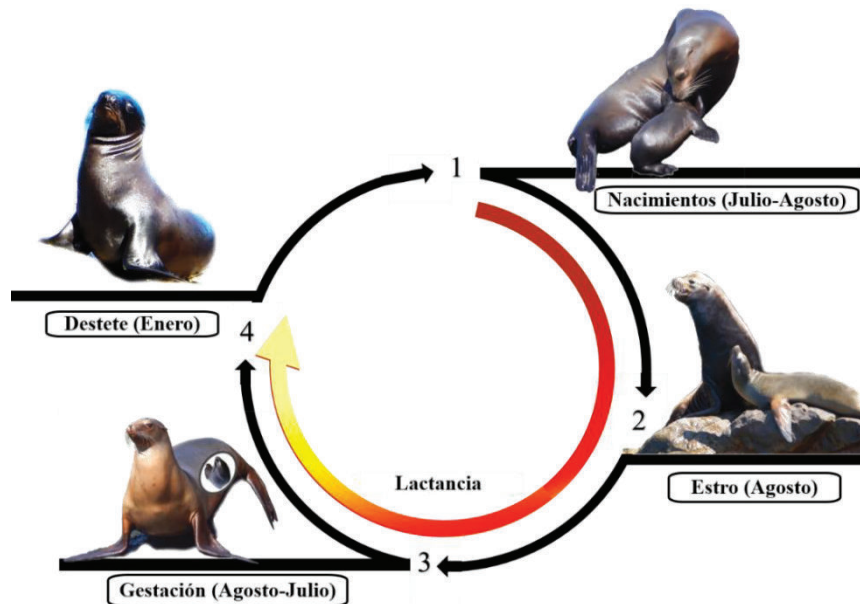 1
Nacimientos (Julio-Agosto)
Destete (Enero)
4
2
Estro (Agosto)
Lactancia
3
Gestación (Agosto-Julio)